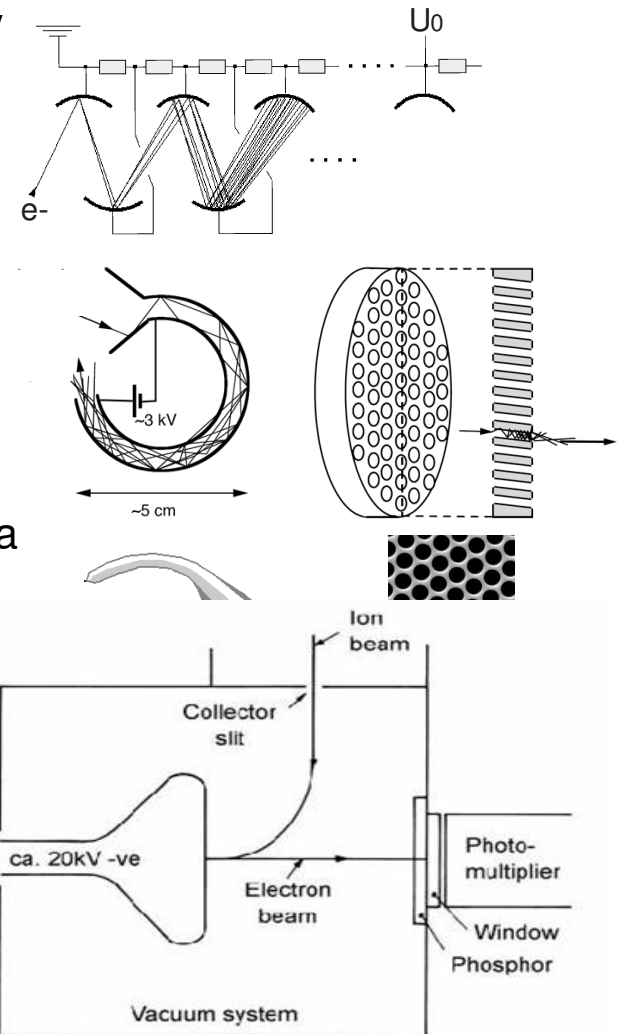 U0
e-
~3 kV
~5 cm
a
Ion
beam
Collector
slit
ca. 20kV -ve
Photo-
multiplier
Electron
beam
Window
Phosphor
Vacuum system